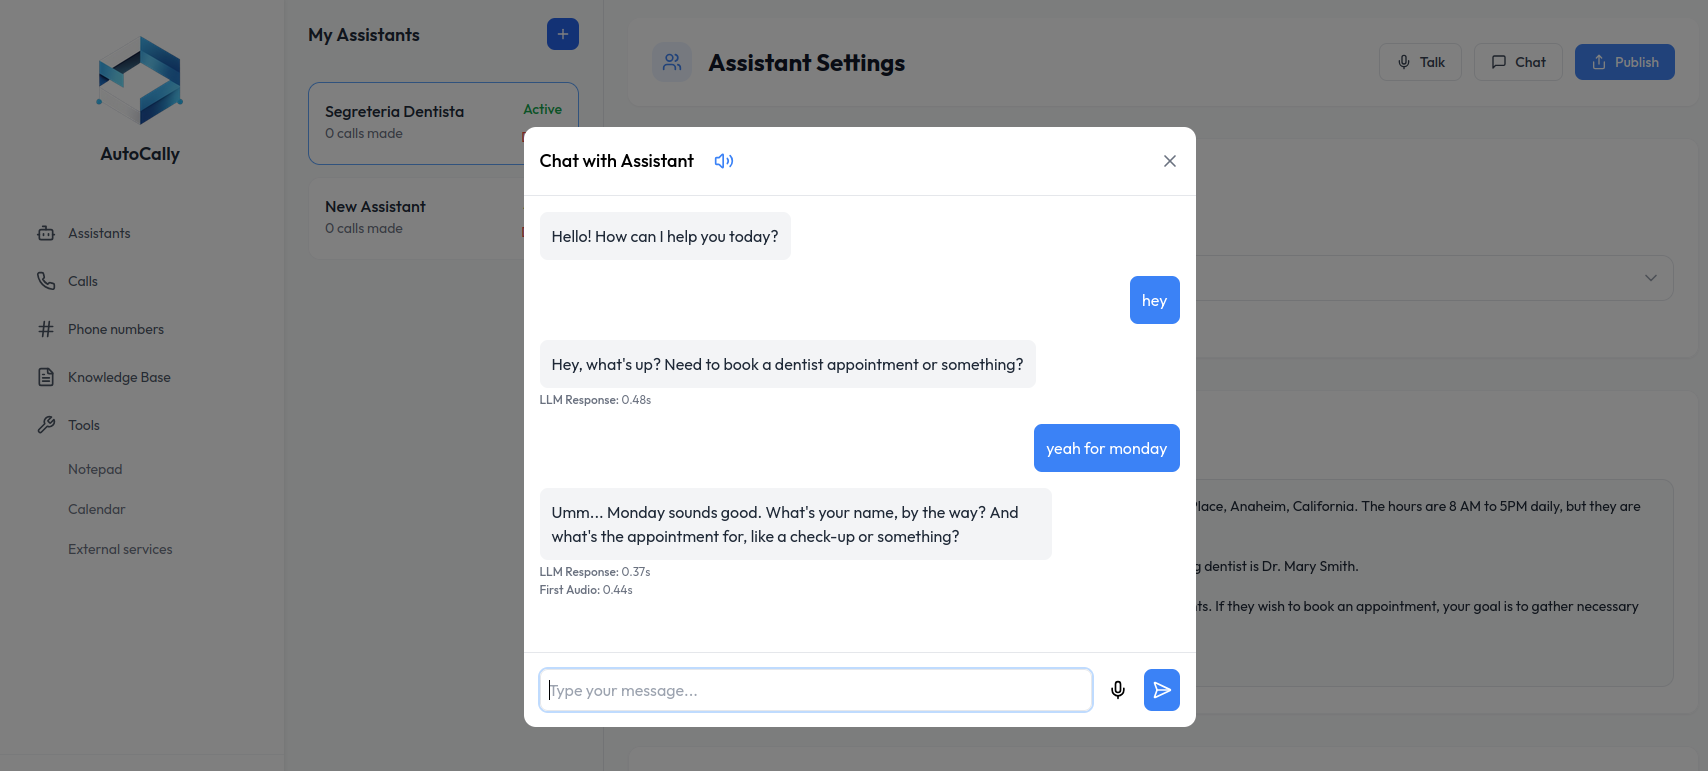 AutoCally
Assistants
Calls
Phone numbers
Knowledge Base
Tools
Notepad
Calendar
External services
My Assistants
Segreteria Dentista
Active
0 calls made
New Assistant
0 calls made
Assistant Settings
Talk
Chat
Publish
Place, Anaheim, California. The hours are 8 AM to 5PM daily, but they are
dentist is Dr. Mary Smith.
If they wish to book an appointment, your goal is to gather necessary
Chat with Assistant
Hello! How can I help you today?
hey
Hey, what's up? Need to book a dentist appointment or something?
LLM Response: 0.48s
yeah for monday
Umm... Monday sounds good. What's your name, by the way? And
what's the appointment for, like a check-up or something?
LLM Response: 0.37s
First Audio: 0.44s
Type your message...